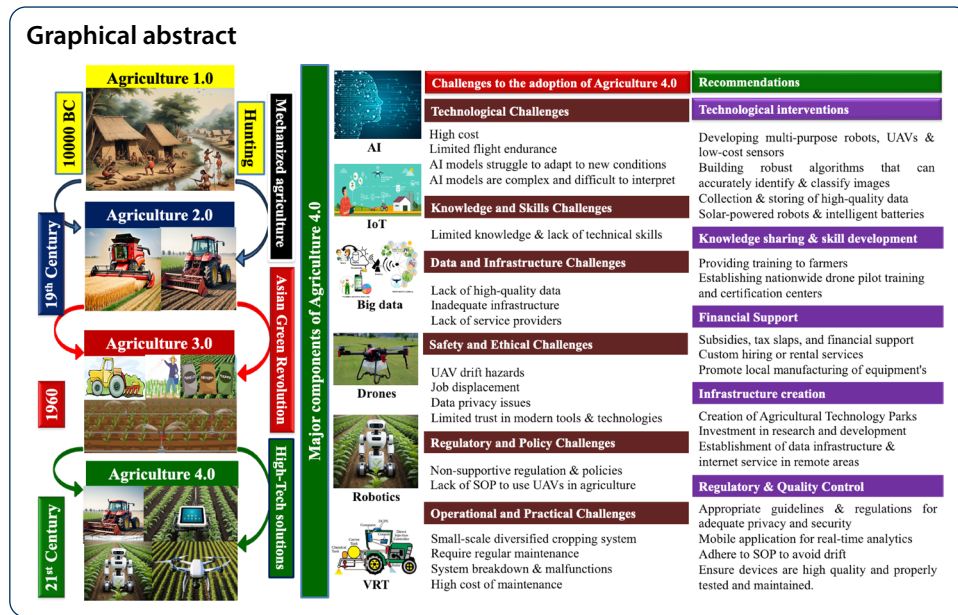 Graphical abstract
Agriculture 1.0
10000 BC
Hunting
Mechanized agriculture
19th Century
Agriculture 2.0
Asian Green Revolution
Agriculture 3.0
1960
High-Tech solutions
Agriculture 4.0
21st Century
Major components of Agriculture 4.0
AI
IoT
Big data
Drones
Robotics
VRT
Challenges to the adoption of Agriculture 4.0
Technological Challenges
High cost
Limited flight endurance
AI models struggle to adapt to new conditions
AI models are complex and difficult to interpret
Knowledge and Skills Challenges
Limited knowledge & lack of technical skills
Data and Infrastructure Challenges
Lack of high-quality data
Inadequate infrastructure
Lack of service providers
Safety and Ethical Challenges
UAV drift hazards
Job displacement
Data privacy issues
Limited trust in modern tools & technologies
Regulatory and Policy Challenges
Non-supportive regulation & policies
Lack of SOP to use UAVs in agriculture
Operational and Practical Challenges
Small-scale diversified cropping system
Require regular maintenance
System breakdown & malfunctions
High cost of maintenance
Recommendations
Technological interventions
Developing multi-purpose robots, UAVs &
low-cost sensors
Building robust algorithms that can
accurately identify & classify images
Collection & storing of high-quality data
Solar-powered robots & intelligent batteries
Knowledge sharing & skill development
Providing training to farmers
Establishing nationwide drone pilot training
and certification centers
Financial Support
Subsidies, tax slaps, and financial support
Custom hiring or rental services
Promote local manufacturing of equipment's
Infrastructure creation
Creation of Agricultural Technology Parks
Investment in research and development
Establishment of data infrastructure &
internet service in remote areas
Regulatory & Quality Control
Appropriate guidelines & regulations for
adequate privacy and security
Mobile application for real-time analytics
Adhere to SOP to avoid drift
Ensure devices are high quality and properly
tested and maintained.